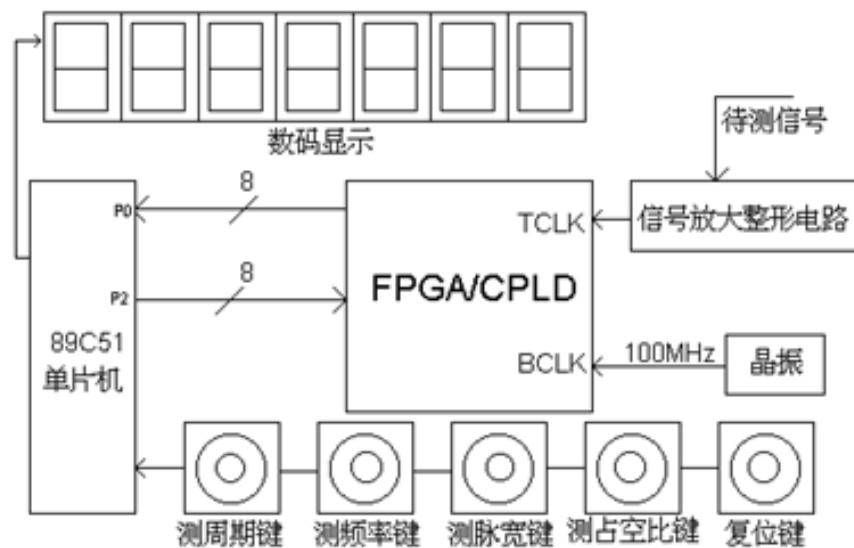 数码显示
待测信号
8
P0
TCLK
信号放大整形电路
FPGA/CPLD
8
P2
89C51
单片机
BCLK
100MHz
晶振
测周期键
测频率键
测脉宽键
测占空比键
复位键